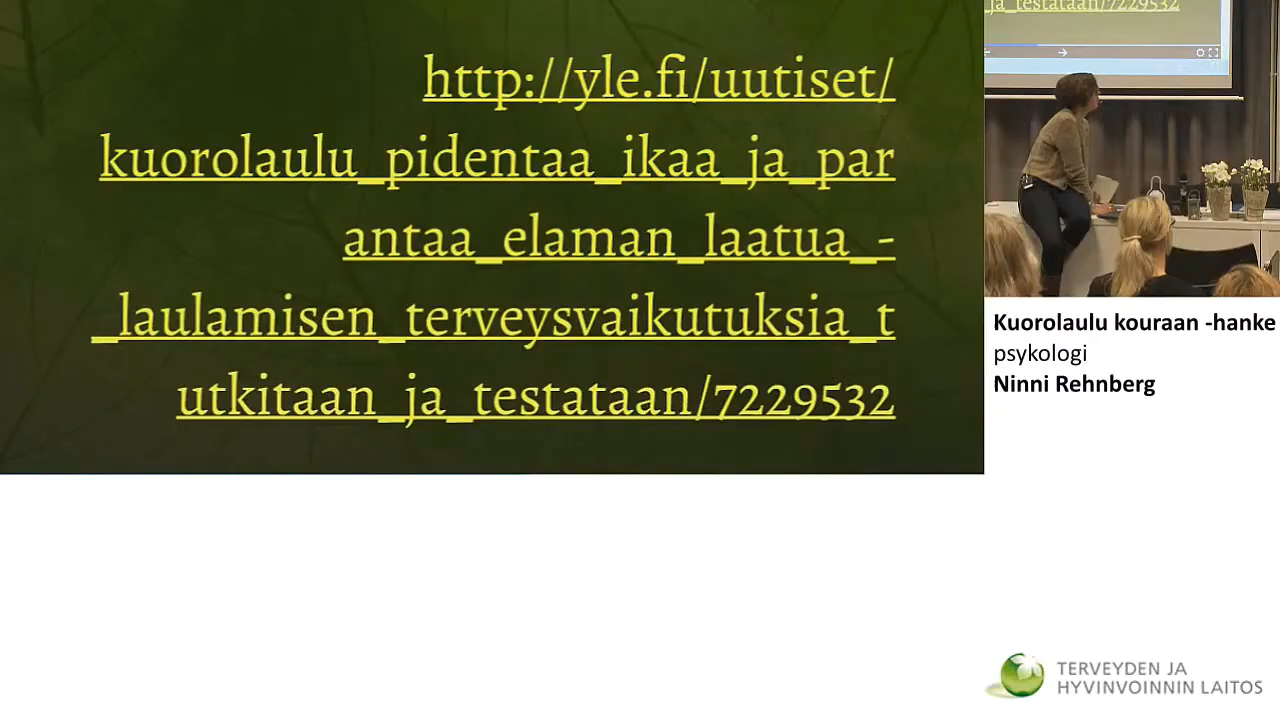 http://yle.fi/uutiset/
kuorolaulu_pidentaa_ikaa_ja_par
antaa_elaman_laatua_-
_laulamisen_terveysvaikutuksia_t
utkitaan_ja_testataan/7229532
ja_testataan/7229532
Kuorolaulu kouraan -hanke
psykologi
Ninni Rehnberg
TERVEYDEN JA
HYVINVOINNIN LAITOS